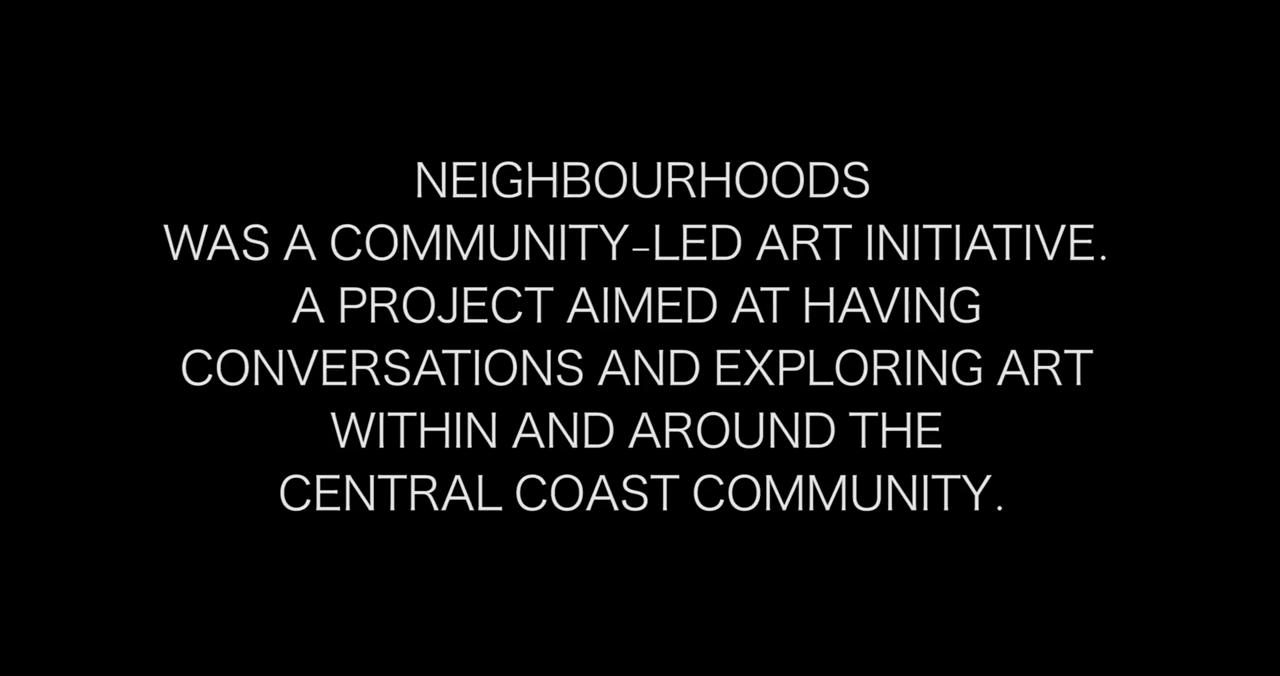 NEIGHBOURHOODS
WAS A COMMUNITY-LED ART INITIATIVE.
A PROJECT AIMED AT HAVING
CONVERSATIONS AND EXPLORING ART
WITHIN AND AROUND THE
CENTRAL COAST COMMUNITY.